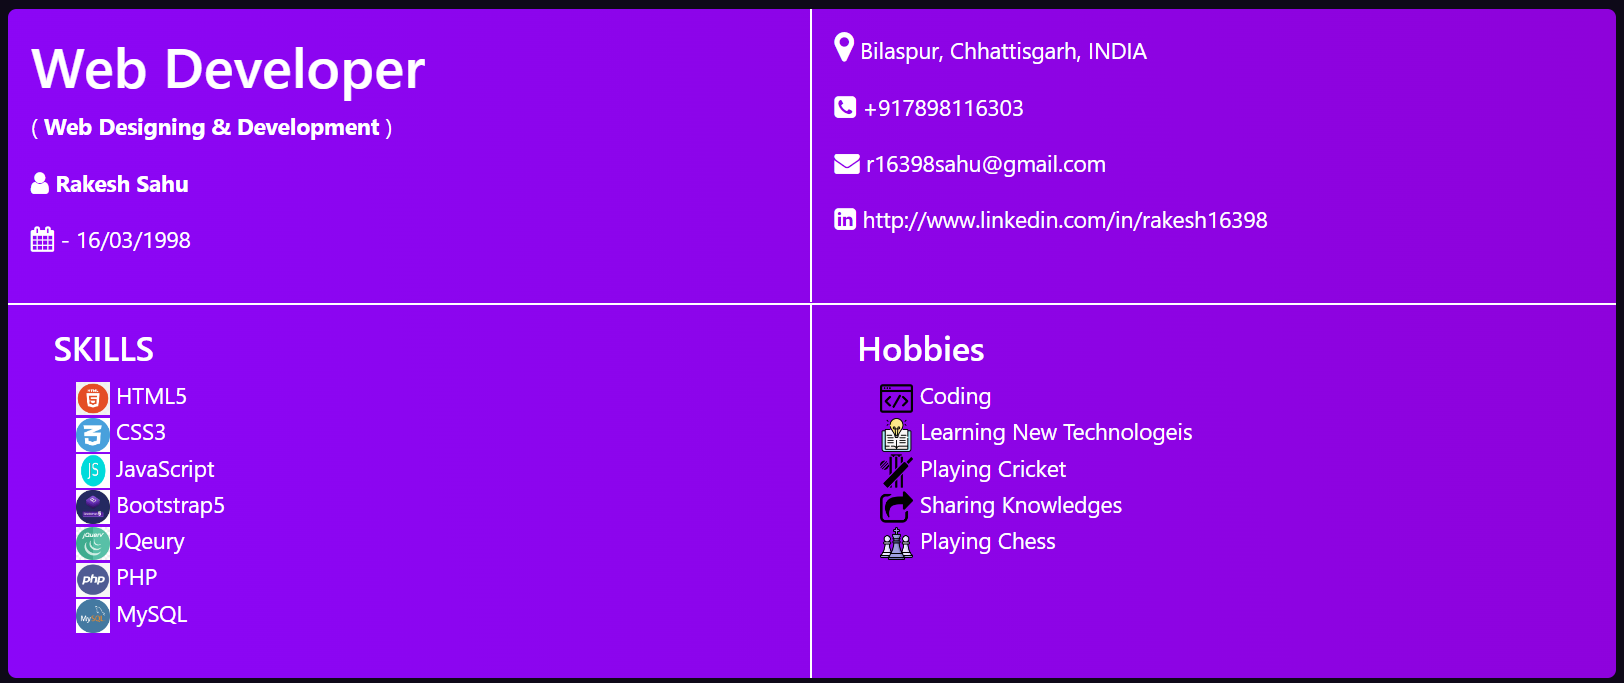 Web Developer
( Web Designing & Development )
Rakesh Sahu
- 16/03/1998
Bilaspur, Chhattisgarh, INDIA
+917898116303
r16398sahu@gmail.com
http://www.linkedin.com/in/rakesh16398
SKILLS
HTML5
CSS3
JavaScript
Bootstrap5
JQeury
PHP
MySQL
Hobbies
Coding
Learning New Technologeis
Playing Cricket
Sharing Knowledges
Playing Chess